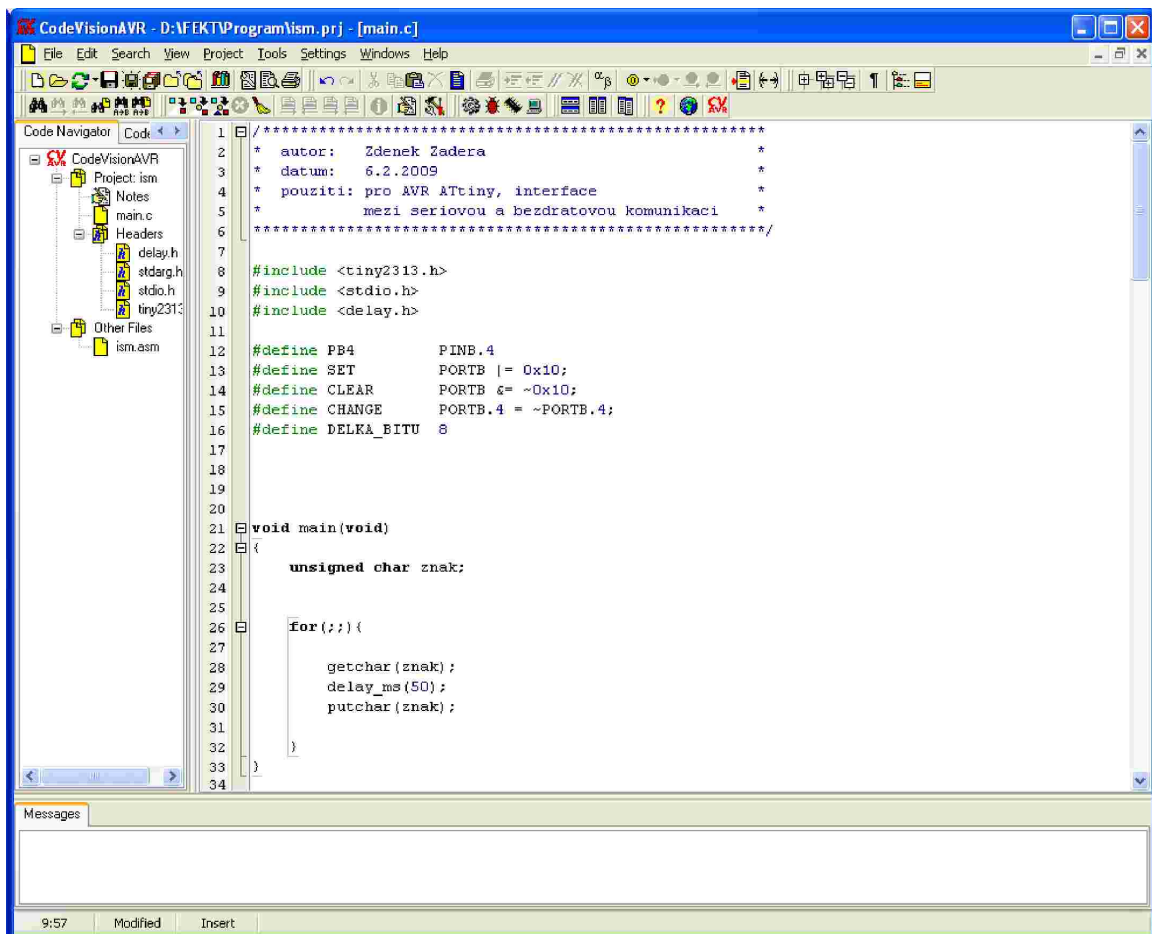 CodeVisionAVR - D:\FEKT\Program\ism.prj - [main.c]
File Edit Search View Project Tools Settings Windows Help
Code Navigator Code
CodeVisionAVR
Project: ism
Notes
main.c
Headers
delay.h
stdarg.h
stdio.h
tiny2313
Other Files
ism.asm
1 /******************************************************
2 * autor: Zdenek Zadera *
3 * datum: 6.2.2009 *
4 * pouziti: pro AVR ATtiny, interface *
5 * mezi seriovou a bezdratovou komunikaci *
6 *******************************************************/
7
8 #include <tiny2313.h>
9 #include <stdio.h>
10 #include <delay.h>
11
12 #define PB4 PINB.4
13 #define SET PORTB |= 0x10;
14 #define CLEAR PORTB &= ~0x10;
15 #define CHANGE PORTB.4 = ~PORTB.4;
16 #define DELKA_BITU 8
17
18
19
20
21 void main(void)
22 {
23 unsigned char znak;
24
25
26 for(;;){
27
28 getchar(znak);
29 delay_ms(50);
30 putchar(znak);
31
32 }
33 }
34
Messages
9:57 Modified Insert